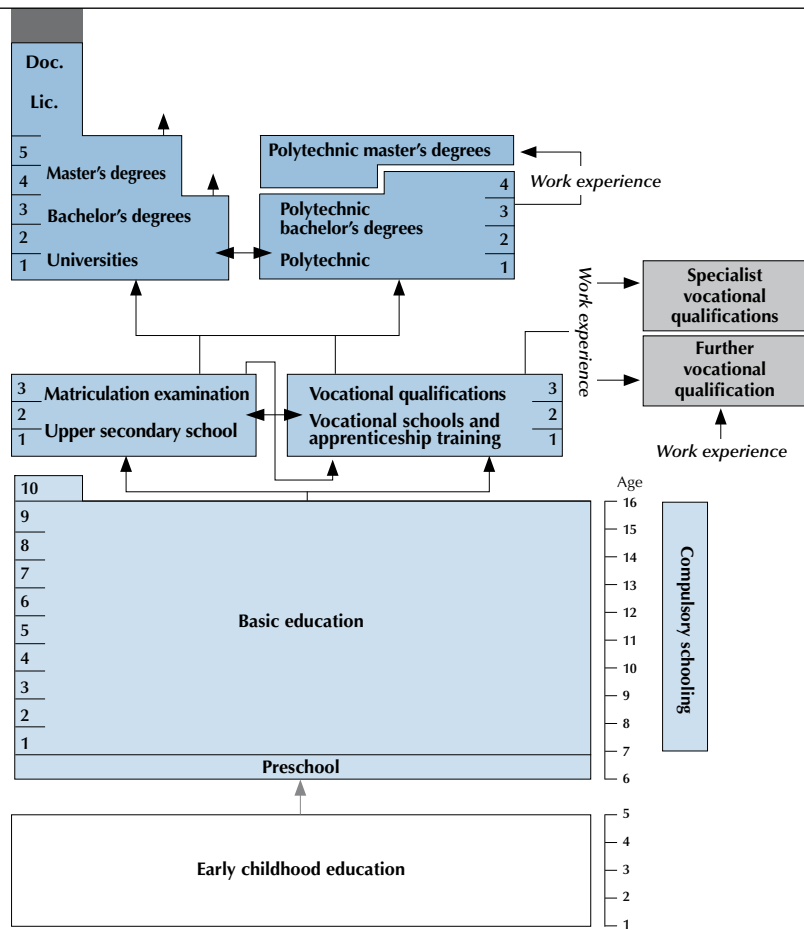 Doc.
Lic.
5
4
3
2
1
Master's degrees
Bachelor's degrees
Universities
Polytechnic master's degrees
Polytechnic
bachelor's degrees
Polytechnic
4
3
2
1
Work experience
Work experience
Specialist
vocational
qualifications
Further
vocational
qualification
Work experience
3
2
1
Matriculation examination
Upper secondary school
Vocational qualifications
Vocational schools and
apprenticeship training
3
2
1
10
9
8
7
6
5
4
3
2
1
Basic education
Preschool
Age
16
15
14
13
12
11
10
9
8
7
6
Compulsory schooling
Early childhood education
5
4
3
2
1